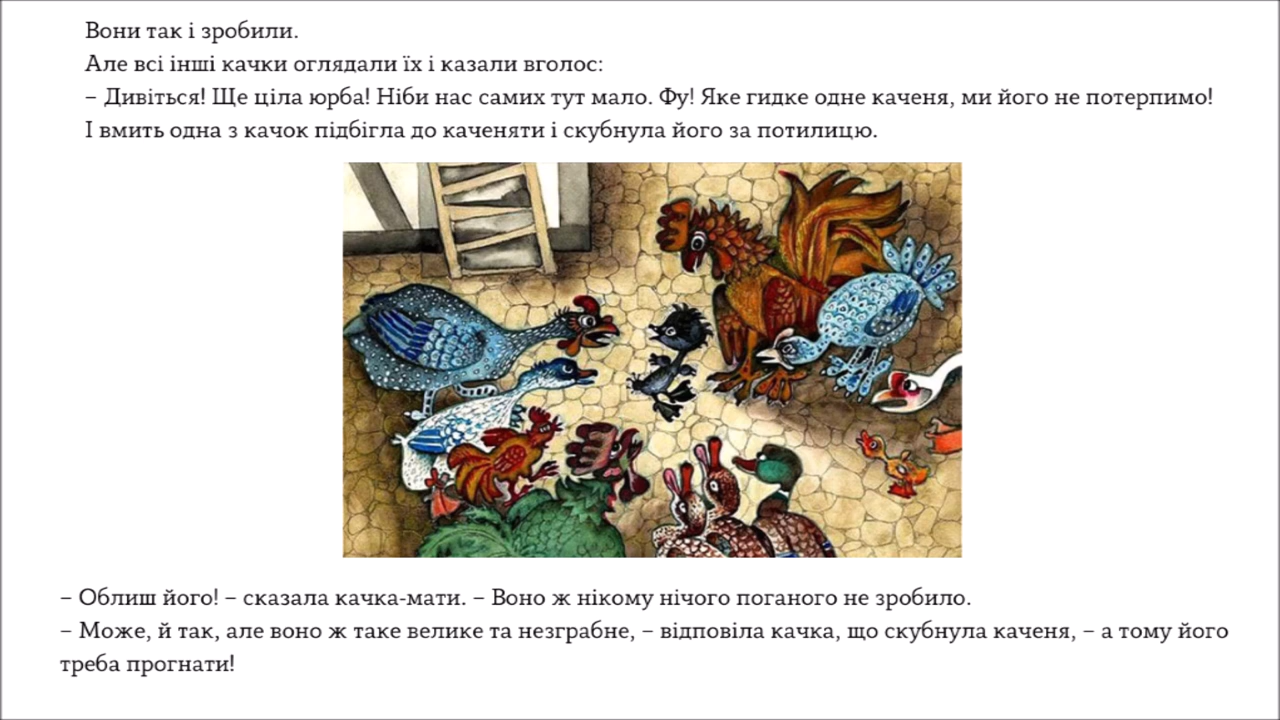 Вони так і зробили.
Але всі інші качки оглядали їх і казали вголос:
– Дивіться! Ще ціла юрба! Ніби нас самих тут мало. Фу! Яке гидке одне каченя, ми його не потерпимо!
І вмить одна з качок підбігла до каченяти і скубнула його за потилицю.
– Облиш його! – сказала качка-мати. – Воно ж нікому нічого поганого не зробило.
– Може, й так, але воно ж таке велике та незграбне, – відповіла качка, що скубнула каченя, – а тому його
треба прогнати!